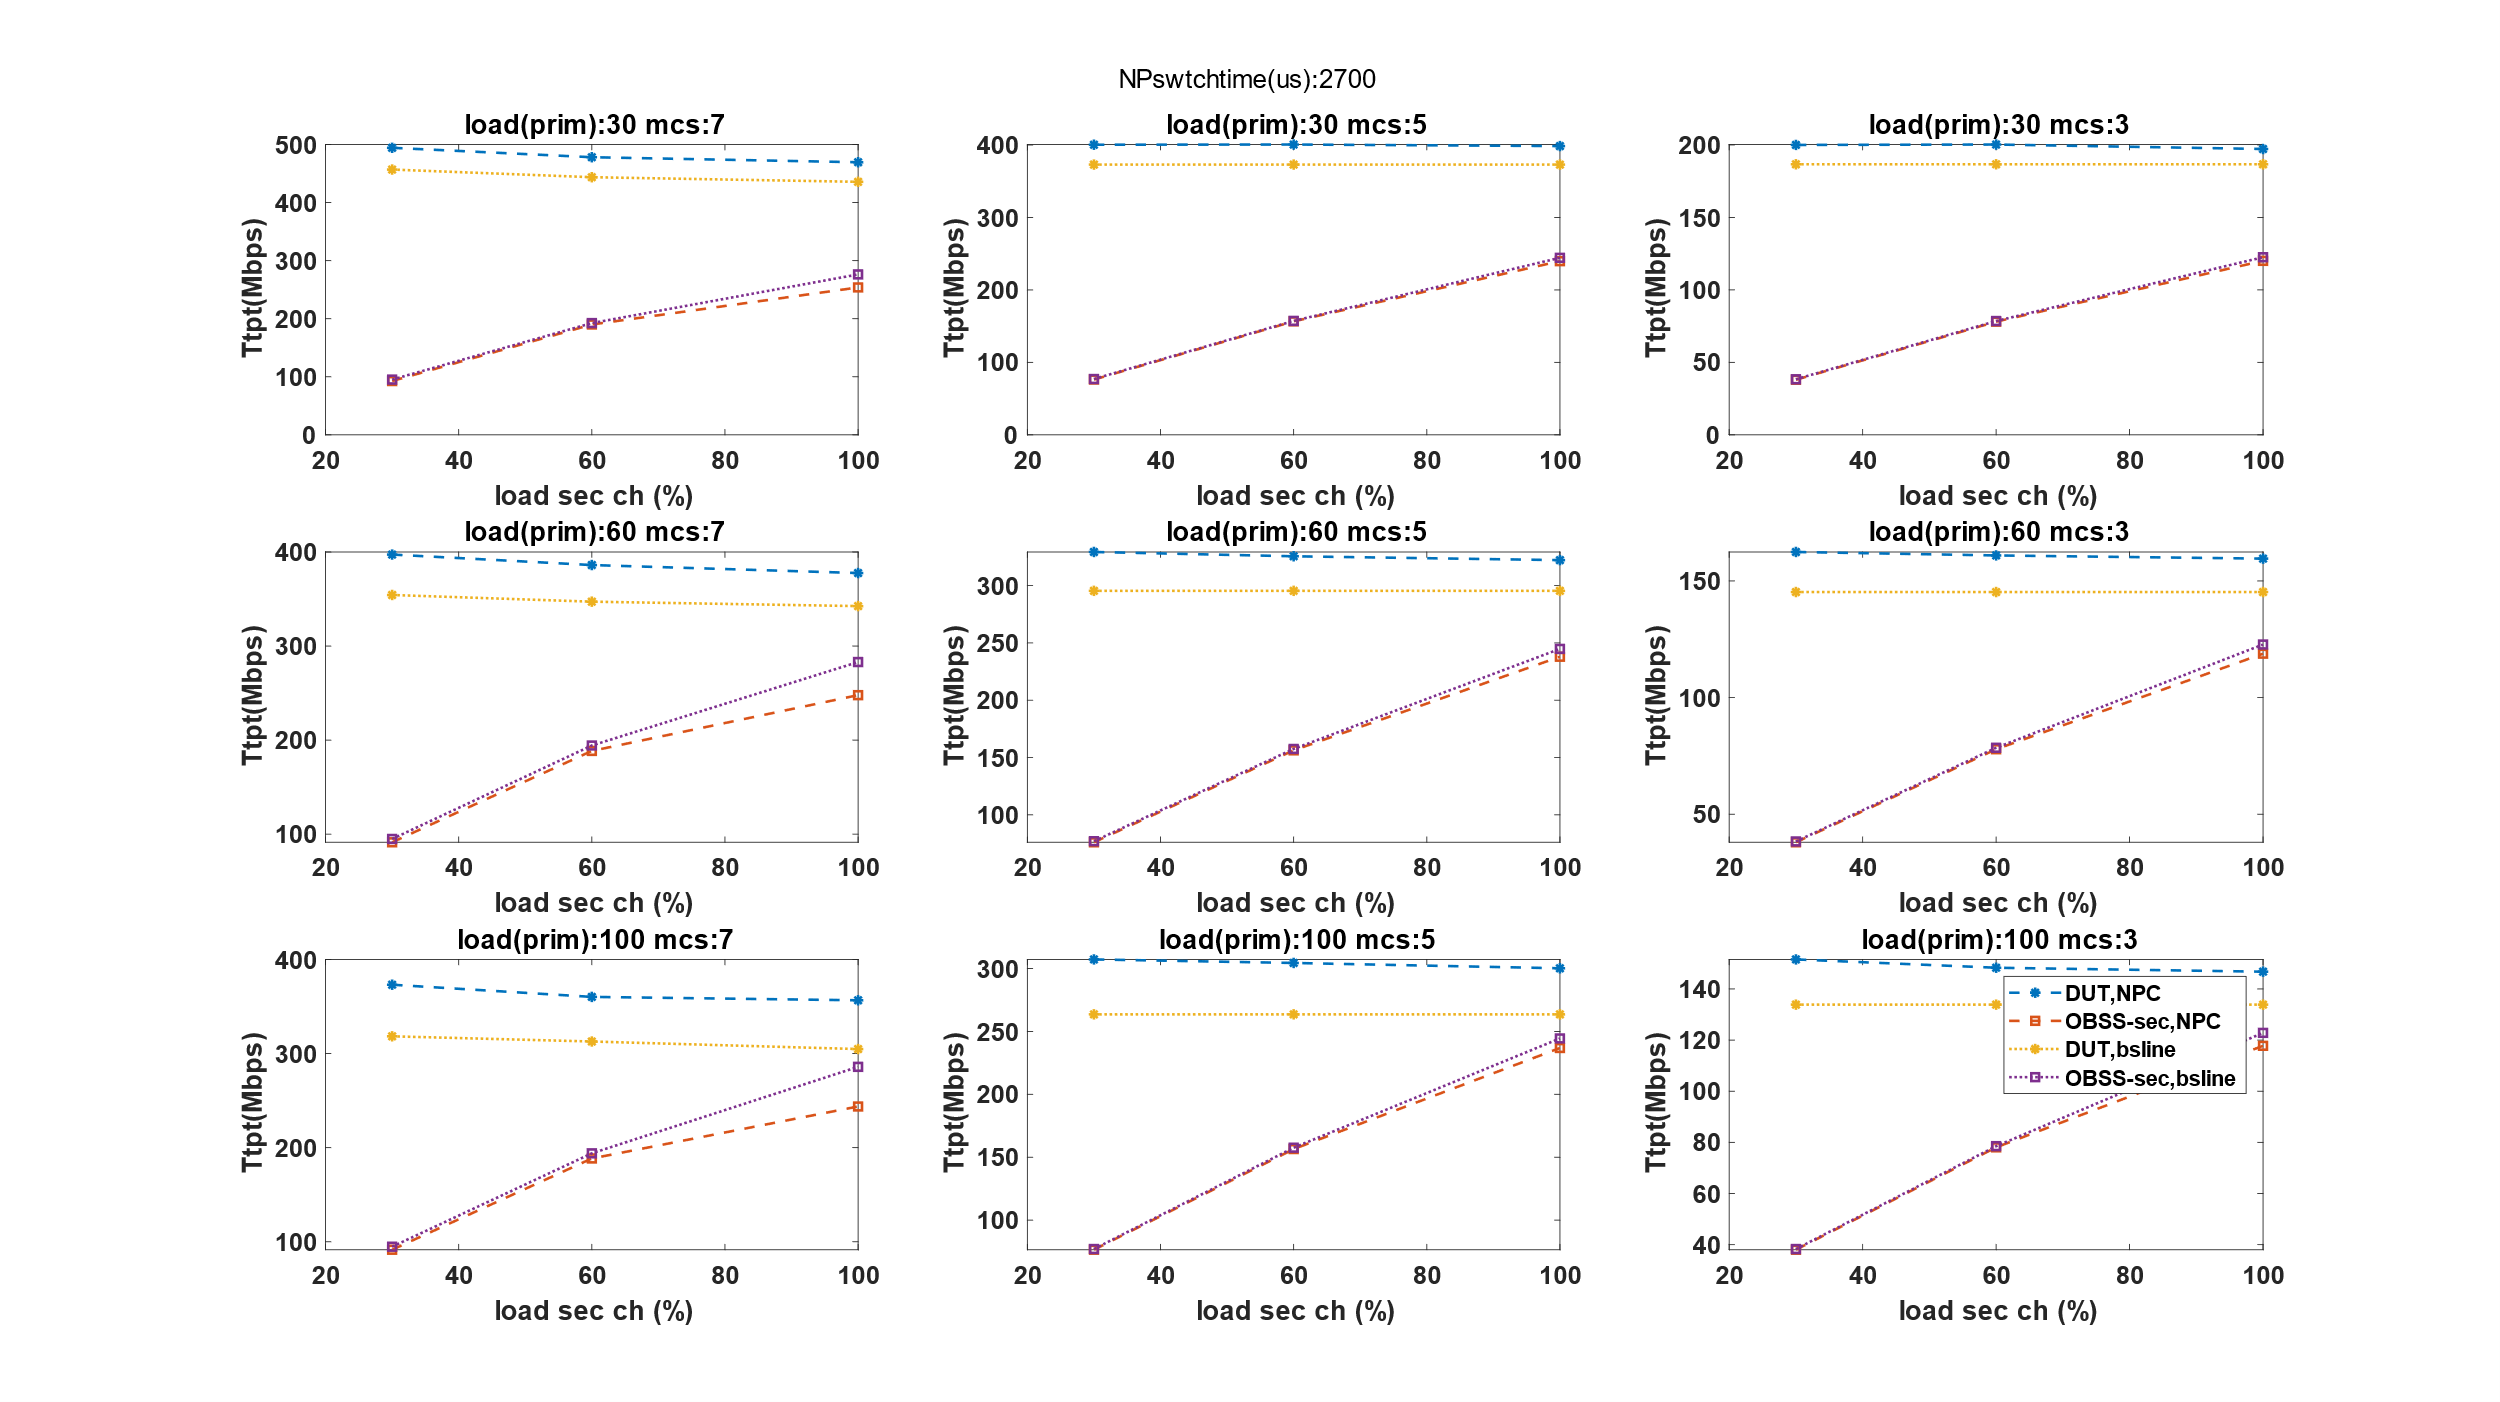 NPswtchtime(us):2700
load(prim):30 mcs:7
500
400
300
200
100
0
Ttpt(Mbps)
20 40 60 80 100
load sec ch (%)
load(prim):30 mcs:5
400
300
200
100
0
Ttpt(Mbps)
20 40 60 80 100
load sec ch (%)
load(prim):30 mcs:3
200
150
100
50
0
Ttpt(Mbps)
20 40 60 80 100
load sec ch (%)
load(prim):60 mcs:7
400
300
200
100
Ttpt(Mbps)
20 40 60 80 100
load sec ch (%)
load(prim):60 mcs:5
300
250
200
150
100
Ttpt(Mbps)
20 40 60 80 100
load sec ch (%)
load(prim):60 mcs:3
150
100
50
Ttpt(Mbps)
20 40 60 80 100
load sec ch (%)
load(prim):100 mcs:7
400
300
200
100
Ttpt(Mbps)
20 40 60 80 100
load sec ch (%)
load(prim):100 mcs:5
300
250
200
150
100
Ttpt(Mbps)
20 40 60 80 100
load sec ch (%)
load(prim):100 mcs:3
140
120
100
80
60
40
Ttpt(Mbps)
20 40 60 80 100
load sec ch (%)
DUT,NPC
OBSS-sec,NPC
DUT,bsline
OBSS-sec,bsline